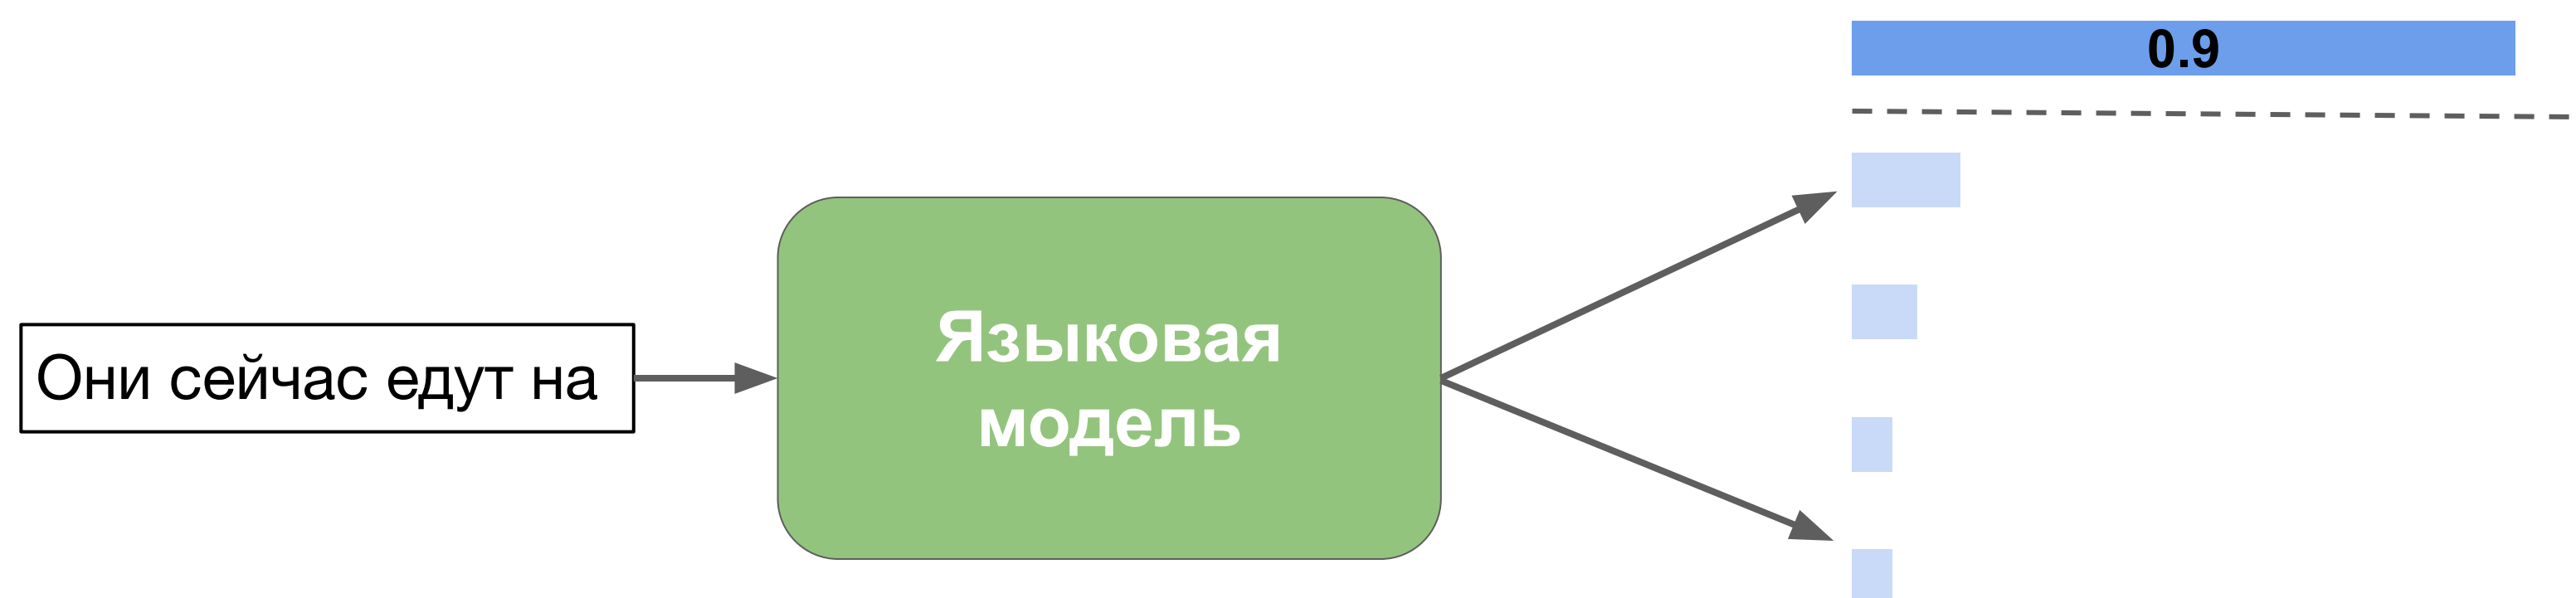 Они сейчас едут на
Языковая
модель
0.9